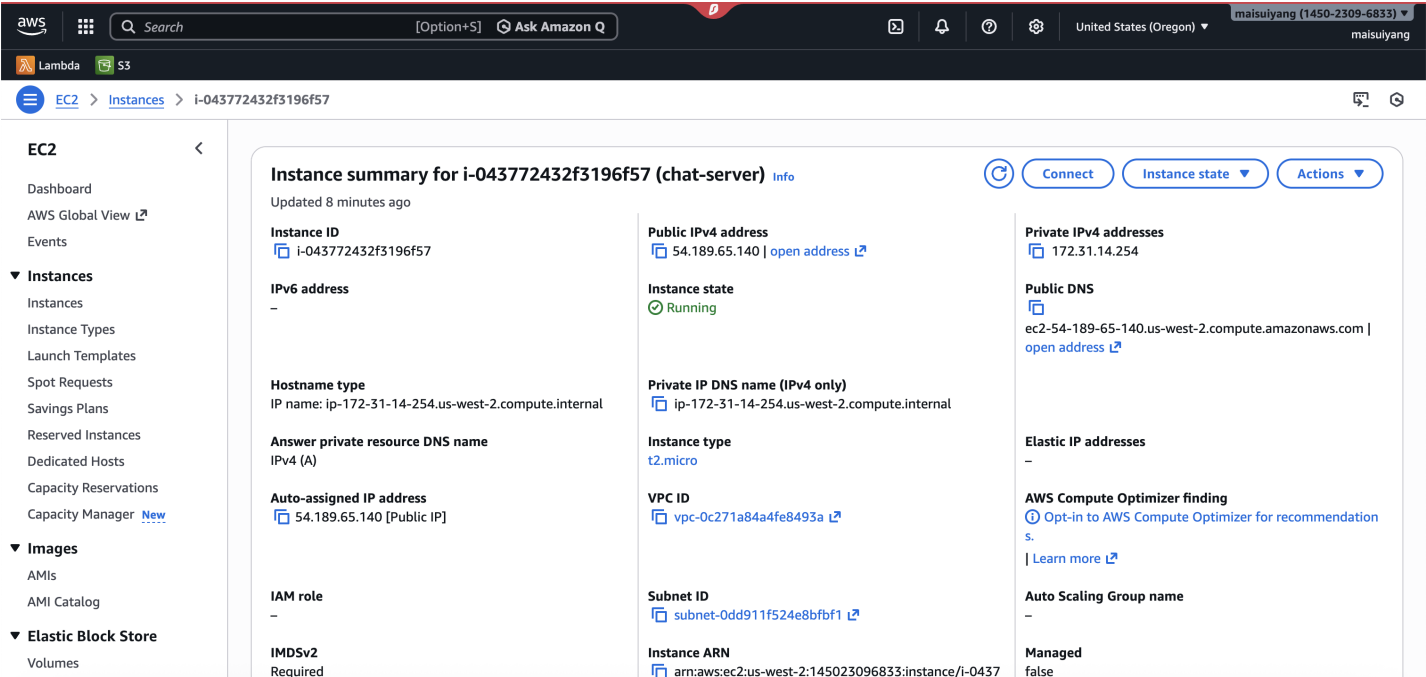 aws
Search [Option+S] Ask Amazon Q
United States (Oregon) ▼
maisuiyang (1450-2309-6833) ▼
maisuiyang
Lambda S3
EC2 > Instances > i-043772432f3196f57
EC2
Dashboard
AWS Global View
Events
▼ Instances
Instances
Instance Types
Launch Templates
Spot Requests
Savings Plans
Reserved Instances
Dedicated Hosts
Capacity Reservations
Capacity Manager New
▼ Images
AMIs
AMI Catalog
▼ Elastic Block Store
Volumes
Instance summary for i-043772432f3196f57 (chat-server) Info
Updated 8 minutes ago
Connect
Instance state ▼
Actions ▼
Instance ID
i-043772432f3196f57
Public IPv4 address
54.189.65.140 | open address
Private IPv4 addresses
172.31.14.254
IPv6 address
–
Instance state
Running
Public DNS
ec2-54-189-65-140.us-west-2.compute.amazonaws.com |
open address
Hostname type
IP name: ip-172-31-14-254.us-west-2.compute.internal
Private IP DNS name (IPv4 only)
ip-172-31-14-254.us-west-2.compute.internal
Answer private resource DNS name
IPv4 (A)
Instance type
t2.micro
Elastic IP addresses
–
Auto-assigned IP address
54.189.65.140 [Public IP]
VPC ID
vpc-0c271a84a4fe8493a
AWS Compute Optimizer finding
Opt-in to AWS Compute Optimizer for recommendation
s.
| Learn more
IAM role
–
Subnet ID
subnet-0dd911f524e8bfbf1
Auto Scaling Group name
–
IMDSv2
Required
Instance ARN
arn:aws:ec2:us-west-2:145023096833:instance/i-0437
Managed
false